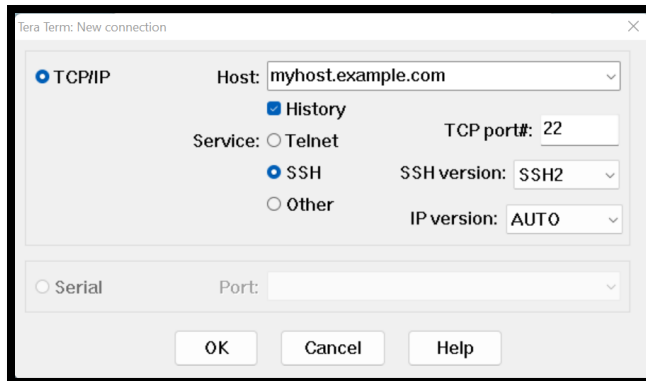 Tera Term: New connection
TCP/IP Host: myhost.example.com
History
Service: Telnet TCP port#: 22
SSH SSH version: SSH2
Other IP version: AUTO
Serial Port:
OK Cancel Help